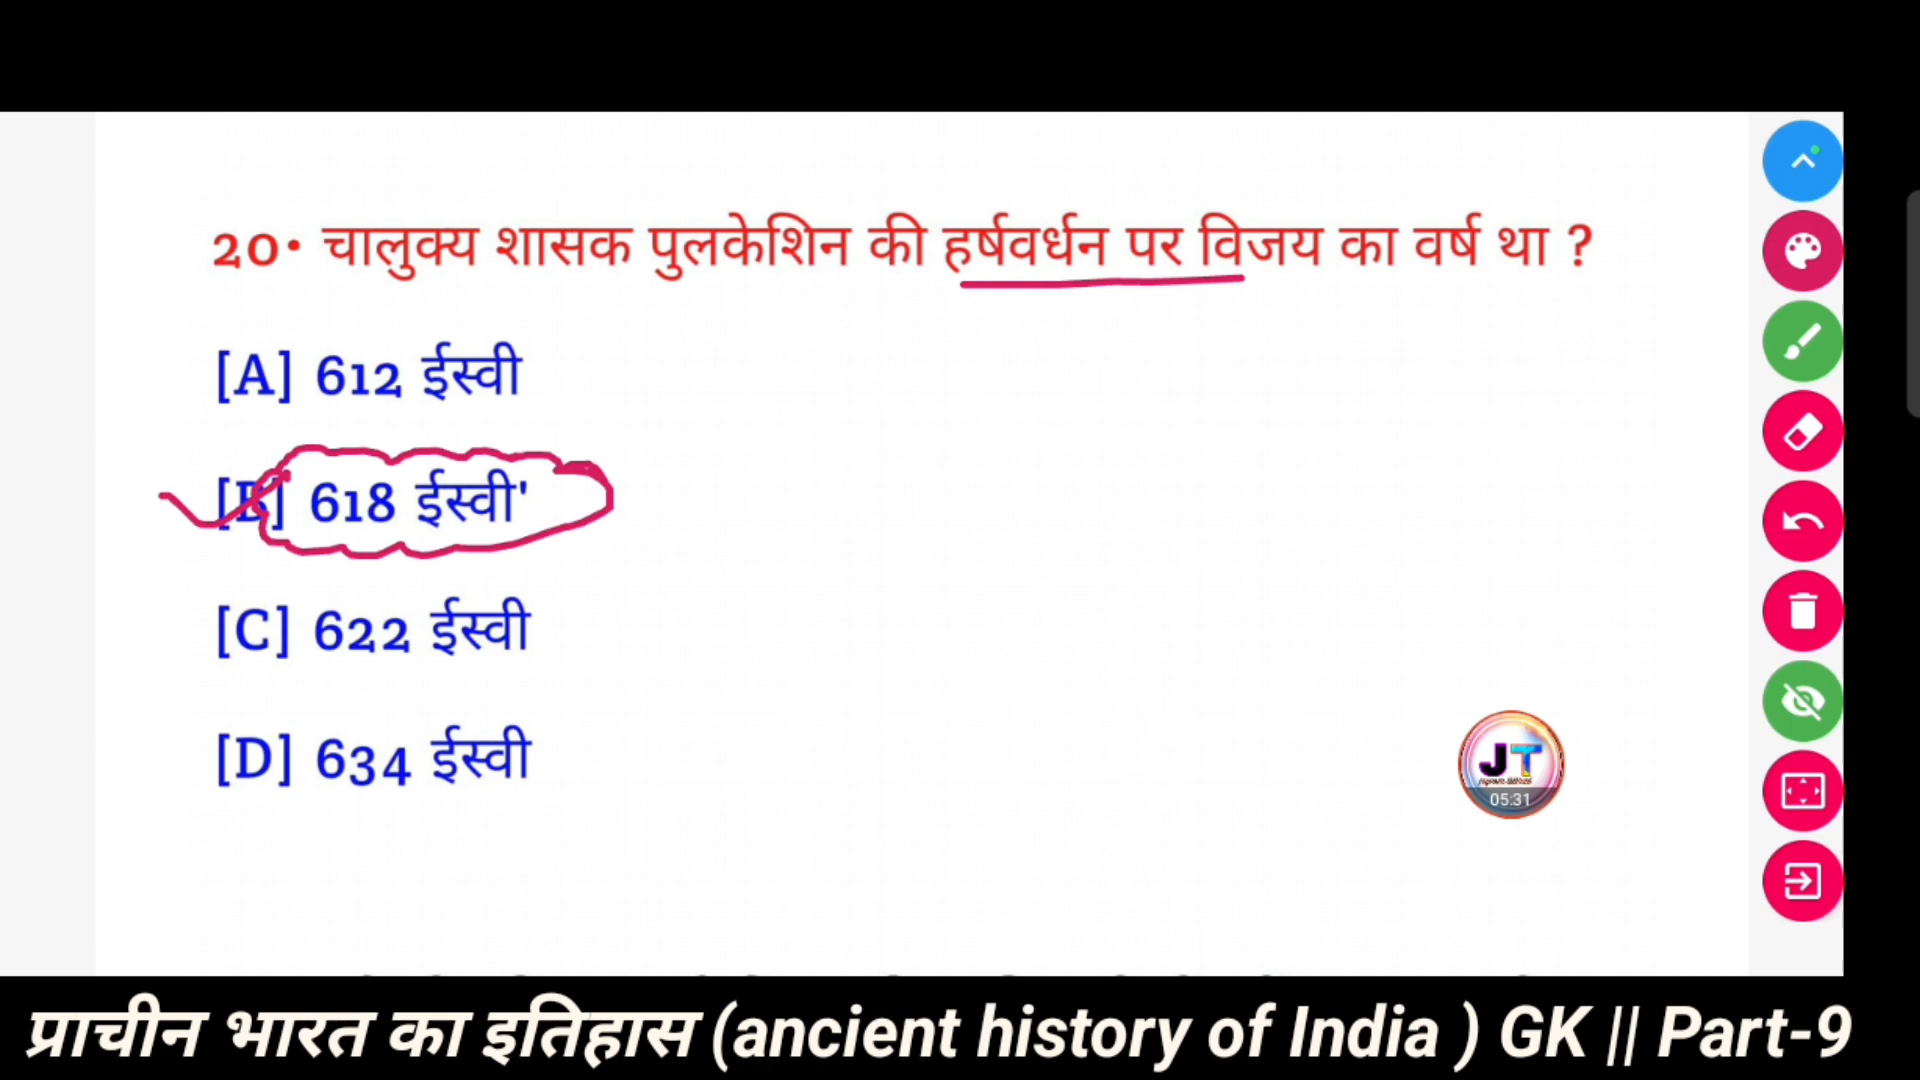 20• चालुक्य शासक पुलकेशिन की हर्षवर्धन पर विजय का वर्ष था ?
[A] 612 ईस्वी
[B] 618 ईस्वी'
[C] 622 ईस्वी
[D] 634 ईस्वी
JT
05:31
प्राचीन भारत का इतिहास (ancient history of India ) GK || Part-9